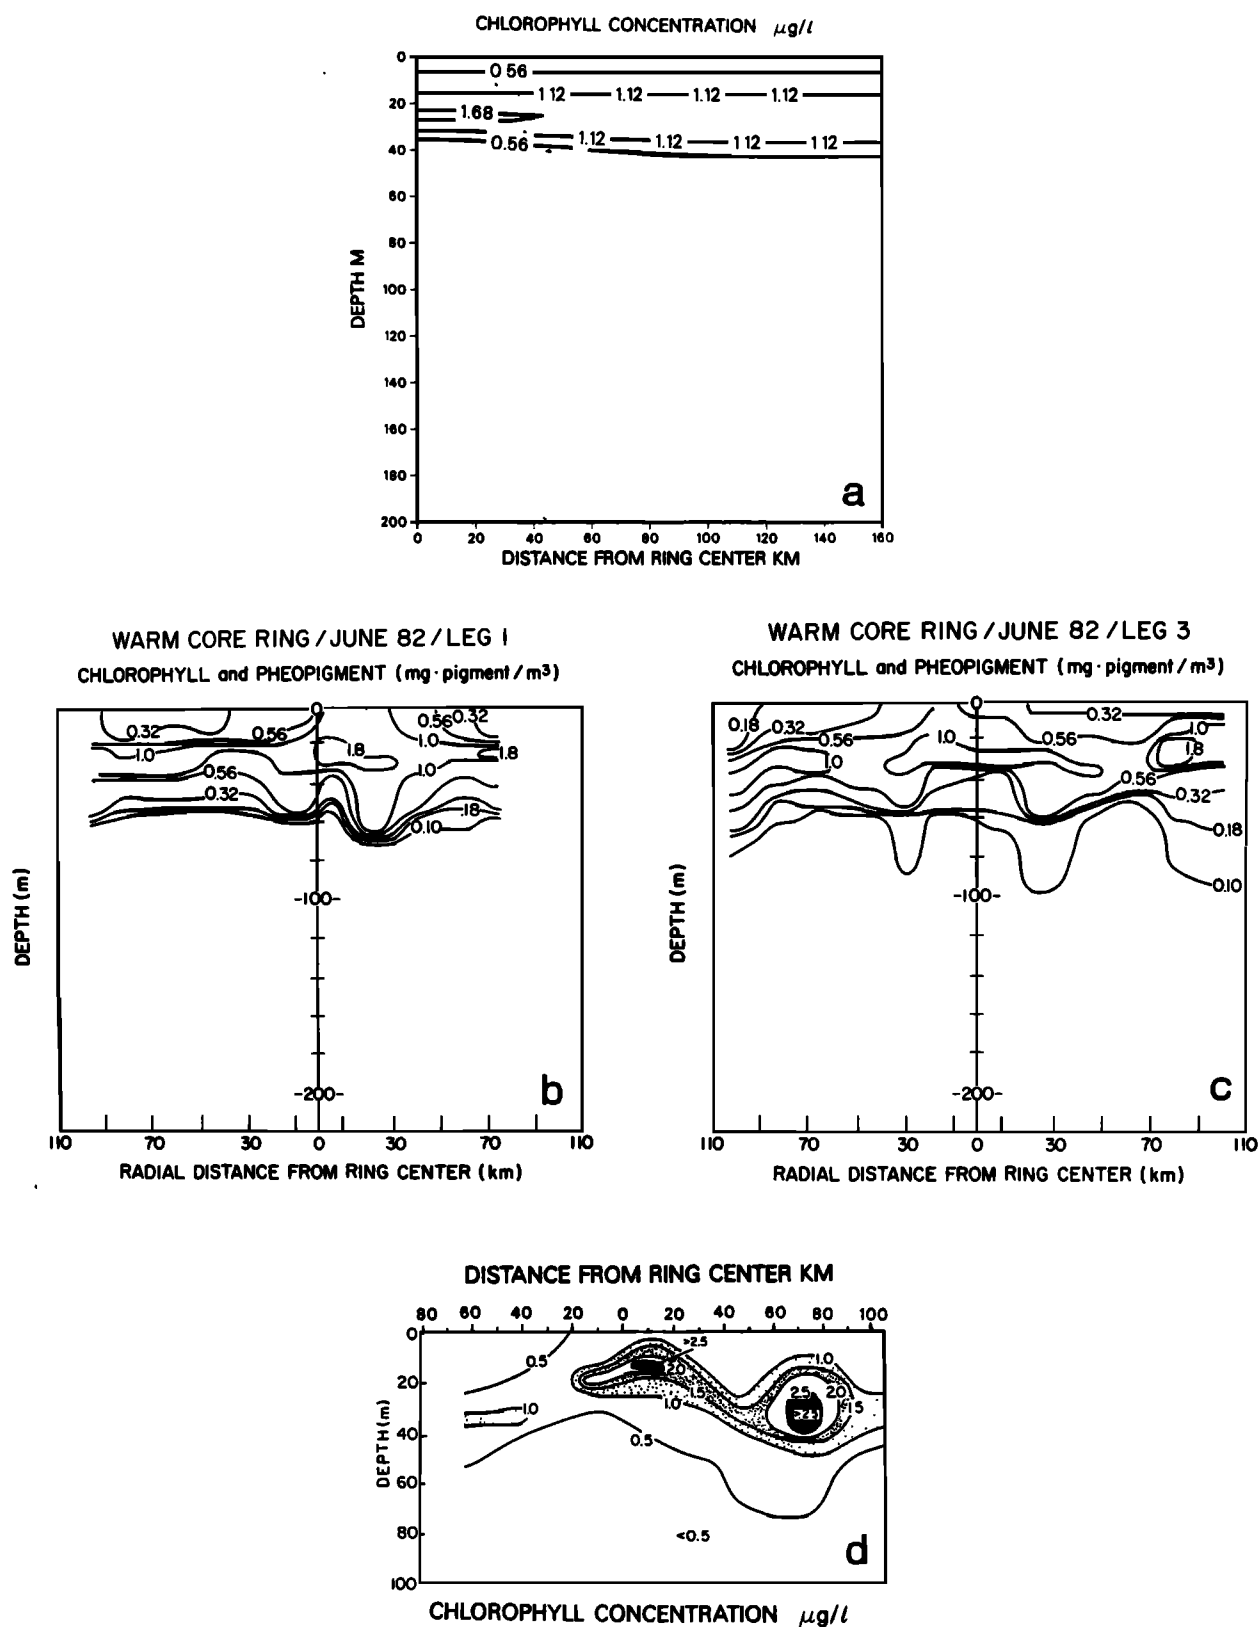 CHLOROPHYLL CONCENTRATION µg/l
0
20
40
60
80
100
120
140
160
180
200
DEPTH M
0.56
1.12 1.12 1.12 1.12
1.68
1.12 1.12 1.12 1.12
0.56
a
0 20 40 60 80 100 120 140 160
DISTANCE FROM RING CENTER KM
WARM CORE RING / JUNE 82 / LEG 1
CHLOROPHYLL and PHEOPIGMENT (mg · pigment / m³)
0
0.32 0.56 0.56 0.32
1.0 1.8 1.0 1.8
0.56 1.0
0.32 .18
0.10
-100-
-200-
DEPTH (m)
b
110 70 30 0 30 70 110
RADIAL DISTANCE FROM RING CENTER (km)
WARM CORE RING / JUNE 82 / LEG 3
CHLOROPHYLL and PHEOPIGMENT (mg · pigment / m³)
0
0.18 0.32 0.32
0.56 1.0 0.56 1.0
1.0 1.8
0.56
0.32
0.18
0.10
-100-
-200-
DEPTH (m)
c
110 70 30 0 30 70 110
RADIAL DISTANCE FROM RING CENTER (km)
DISTANCE FROM RING CENTER KM
80 60 40 20 0 20 40 60 80 100
0
20
40
60
80
100
DEPTH (m)
0.5 >2.5 1.0
2.0
1.5 2.5 2.0
1.0 1.0 1.5
0.5
<0.5
d
CHLOROPHYLL CONCENTRATION µg/l